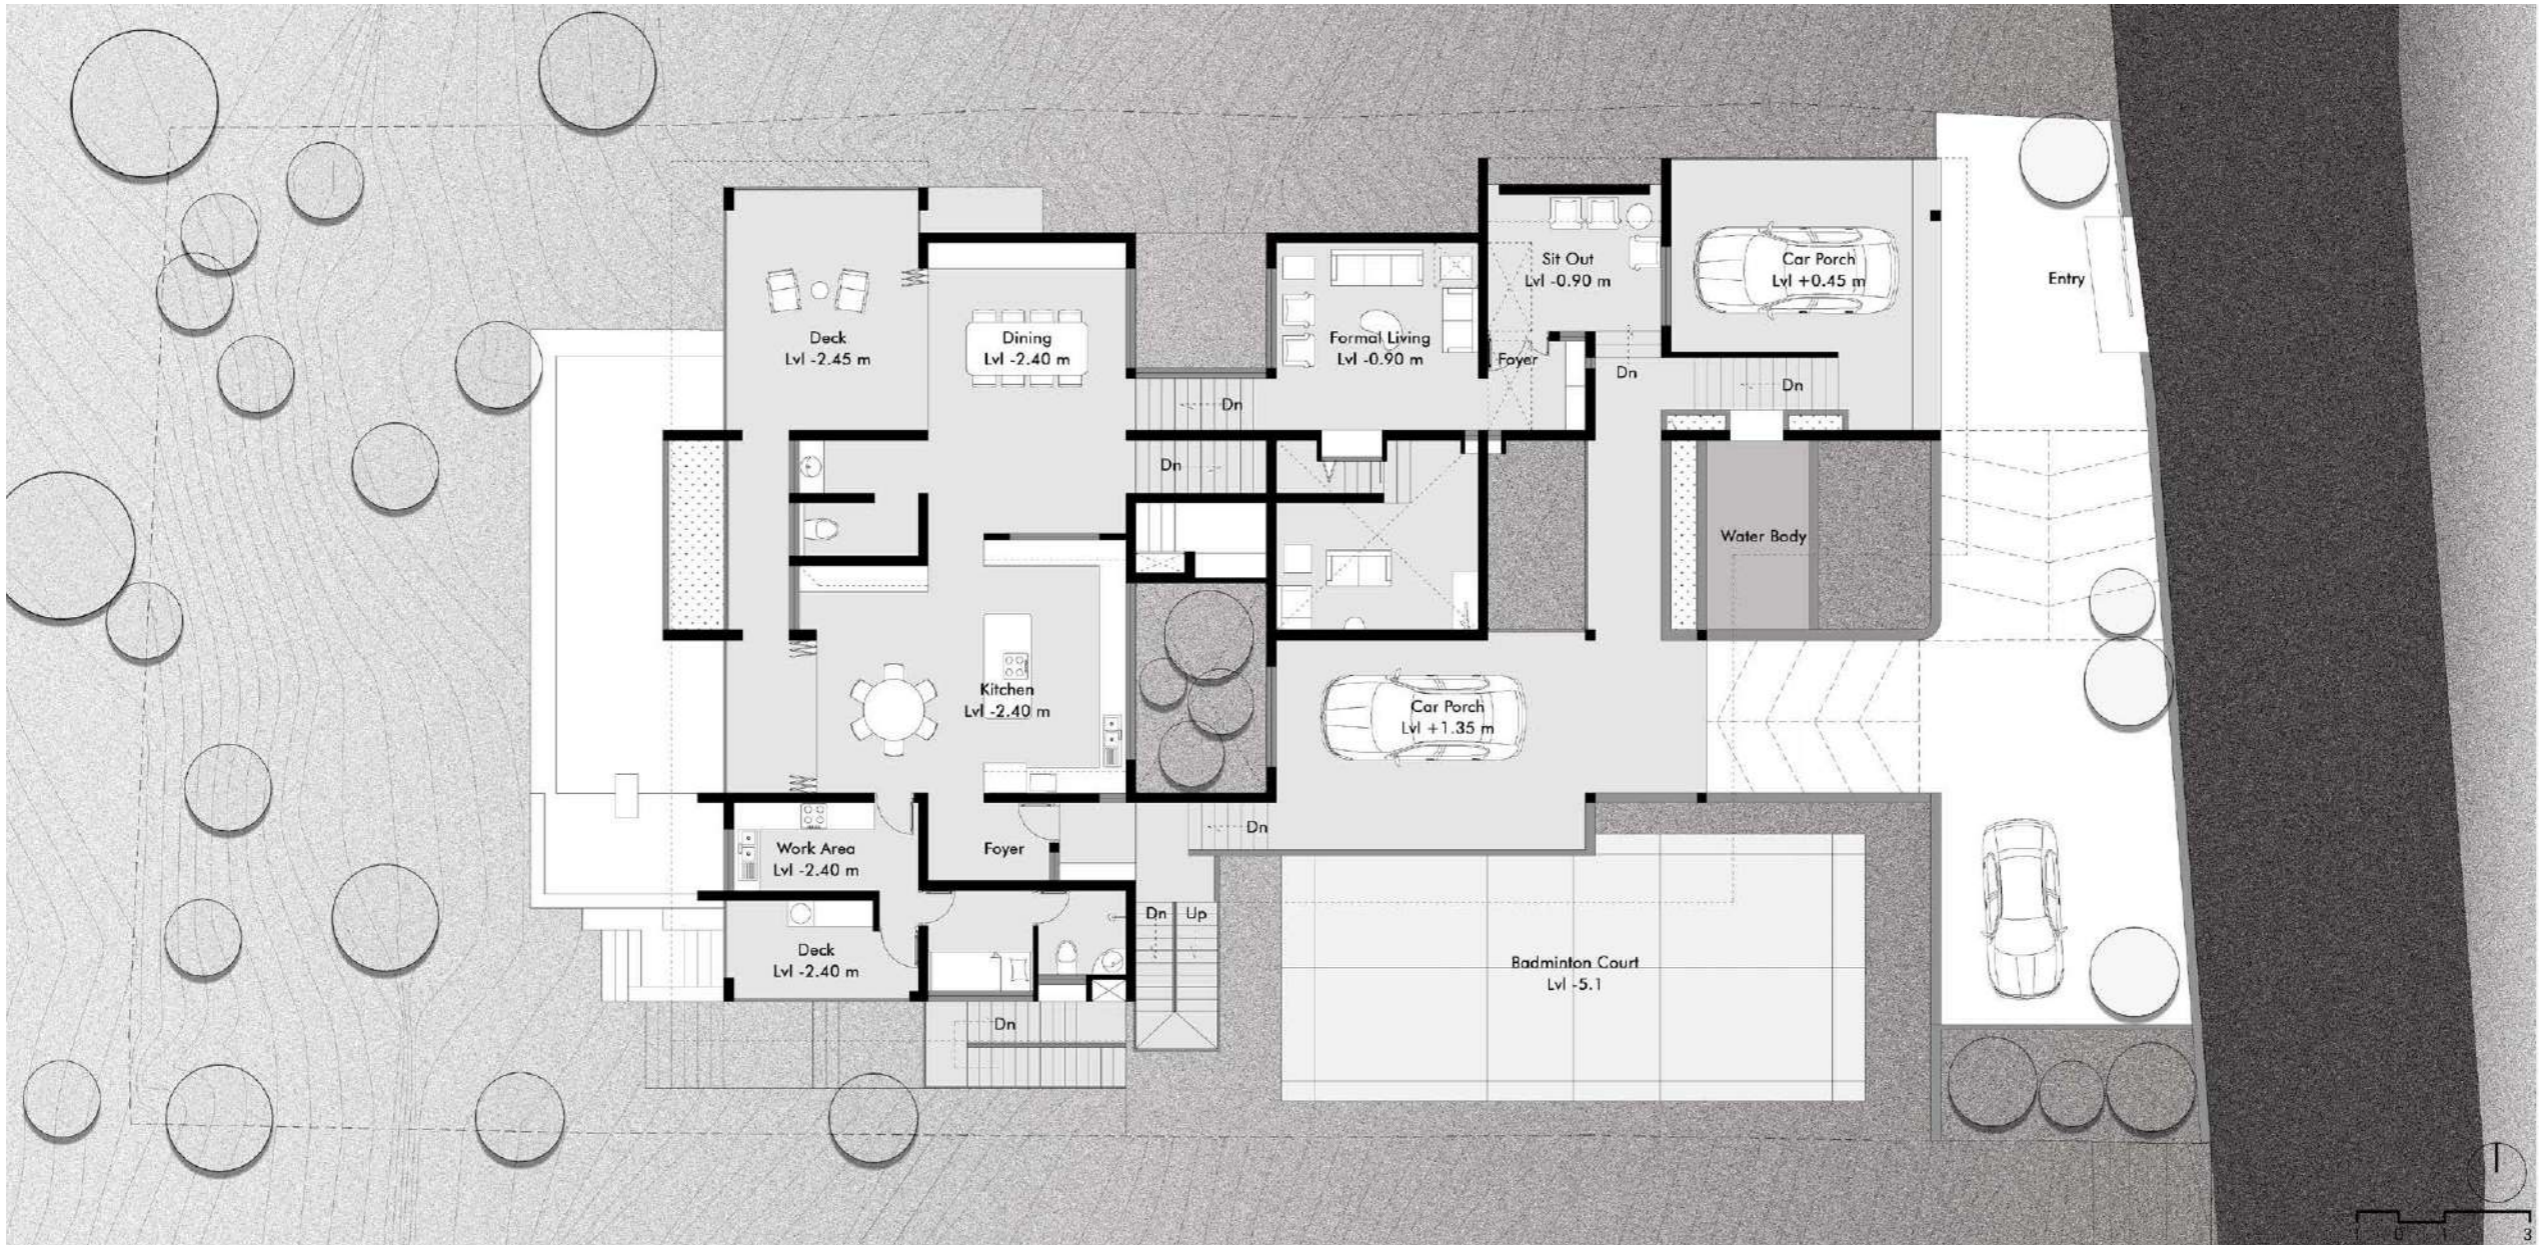 Sit Out
Lvl -0.90 m
Car Porch
Lvl +0.45 m
Entry
Deck
Lvl -2.45 m
Dining
Lvl -2.40 m
Formal Living
Lvl -0.90 m
Foyer
Dn
Dn
Dn
Dn
Water Body
Kitchen
Lvl -2.40 m
Car Porch
Lvl +1.35 m
Dn
Work Area
Lvl -2.40 m
Foyer
Dn
Up
Deck
Lvl -2.40 m
Badminton Court
Lvl -5.1
Dn
0
1
3